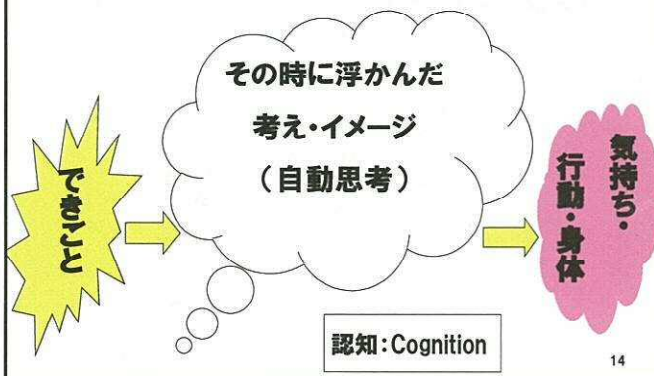 できごと
その時に浮かんだ
考え・イメージ
（自動思考）
気持ち・
行動・身体
認知：Cognition
14